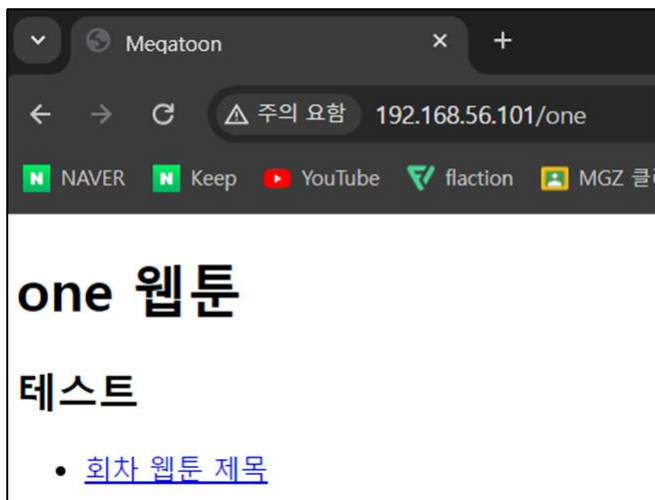 Meqatoon
주의 요함 192.168.56.101/one
N NAVER N Keep YouTube flaction MGZ
one 웹툰
테스트
회차 웹툰 제목